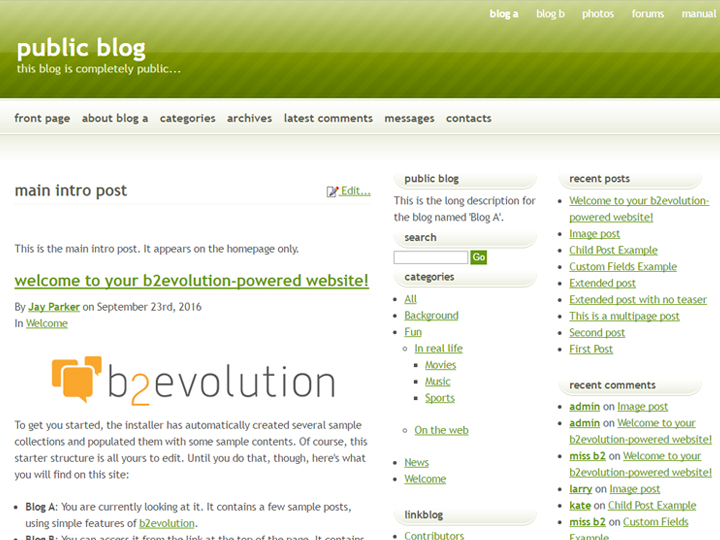 blog a blog b photos forums manual
public blog
this blog is completely public...
front page about blog a categories archives latest comments messages contacts
main intro post
Edit...
This is the main intro post. It appears on the homepage only.
welcome to your b2evolution-powered website!
By Jay Parker on September 23rd, 2016
In Welcome
b2evolution
To get you started, the installer has automatically created several sample
collections and populated them with some sample contents. Of course, this
starter structure is all yours to edit. Until you do that, though, here's what
you will find on this site:
Blog A: You are currently looking at it. It contains a few sample posts,
using simple features of b2evolution.
Blog B: You can access it from the link at the top of the page. It contains
public blog
This is the long description for
the blog named 'Blog A'.
search
Go
categories
All
Background
Fun
In real life
Movies
Music
Sports
On the web
News
Welcome
linkblog
Contributors
recent posts
Welcome to your b2evolution-
powered website!
Image post
Child Post Example
Custom Fields Example
Extended post
Extended post with no teaser
This is a multipage post
Second post
First Post
recent comments
admin on Image post
admin on Welcome to your
b2evolution-powered website!
miss b2 on Welcome to your
b2evolution-powered website!
larry on Image post
kate on Child Post Example
miss b2 on Custom Fields
Example